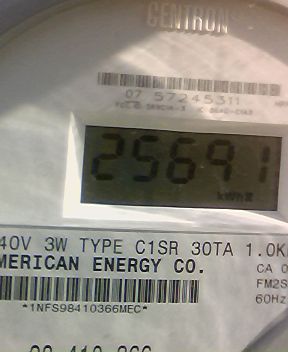 CENTRON
07 57245311
25691
kWh
40V 3W TYPE C1SR 30TA 1.0K
MERICAN ENERGY CO.
CA 0
FM2S
60Hz
*1NFS98410366MEC*